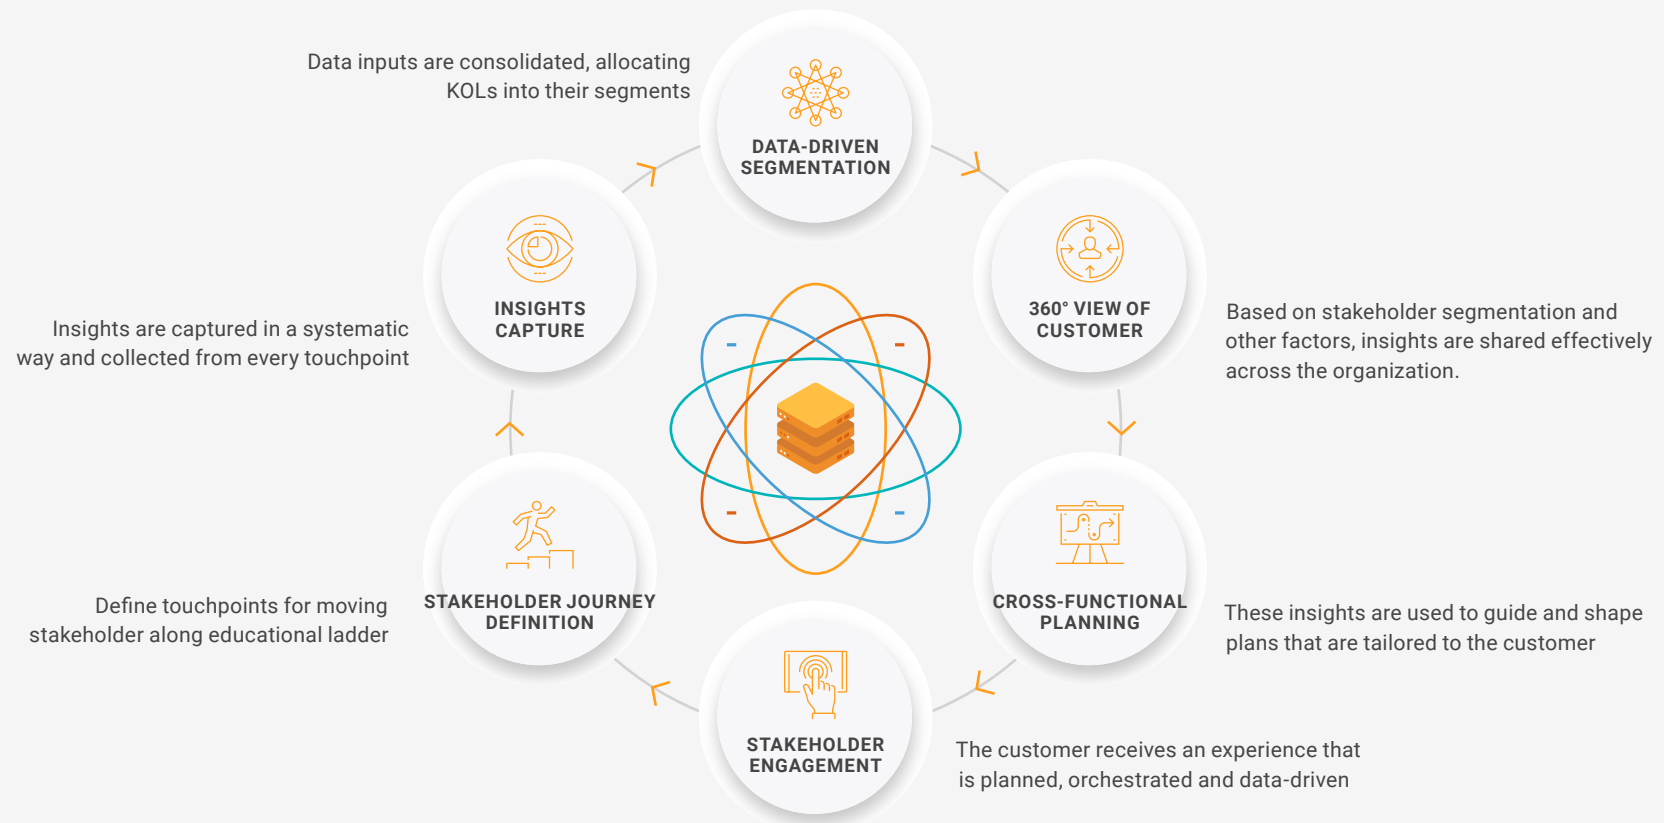 Data inputs are consolidated, allocating
KOLs into their segments
DATA-DRIVEN
SEGMENTATION
360° VIEW OF
CUSTOMER
Based on stakeholder segmentation and
other factors, insights are shared effectively
across the organization.
CROSS-FUNCTIONAL
PLANNING
These insights are used to guide and shape
plans that are tailored to the customer
STAKEHOLDER
ENGAGEMENT
The customer receives an experience that
is planned, orchestrated and data-driven
STAKEHOLDER JOURNEY
DEFINITION
Define touchpoints for moving
stakeholder along educational ladder
INSIGHTS
CAPTURE
Insights are captured in a systematic
way and collected from every touchpoint